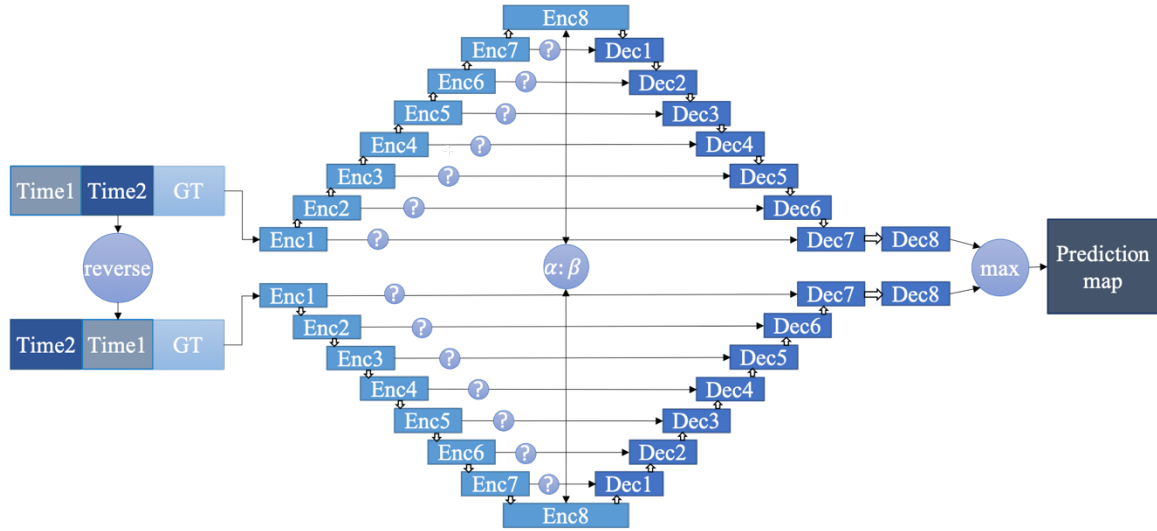 Enc8
Enc7 ? Dec1
Enc6 ? Dec2
Enc5 ? Dec3
Enc4 ? Dec4
Time1 Time2 GT
Enc3 ? Dec5
Enc2 ? Dec6
Enc1 ? Dec7 Dec8
reverse
α:β
max
Prediction
map
Enc1 ? Dec7 Dec8
Enc2 ? Dec6
Time2 Time1 GT
Enc3 ? Dec5
Enc4 ? Dec4
Enc5 ? Dec3
Enc6 ? Dec2
Enc7 ? Dec1
Enc8